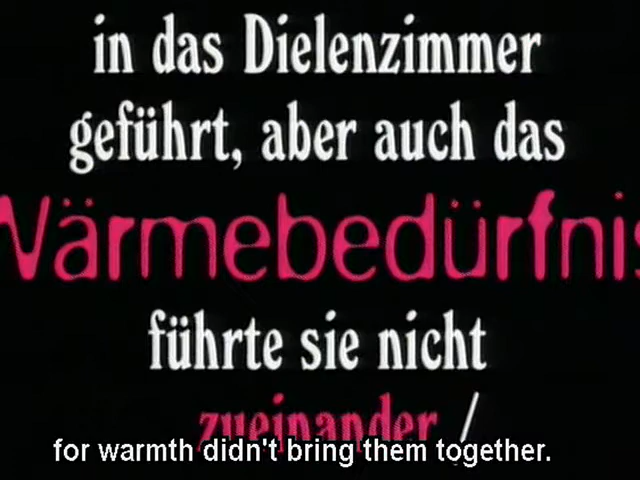 in das Dielenzimmer
geführt, aber auch das
Wärmebedürfnis
führte sie nicht
zueinander /
for warmth didn't bring them together.